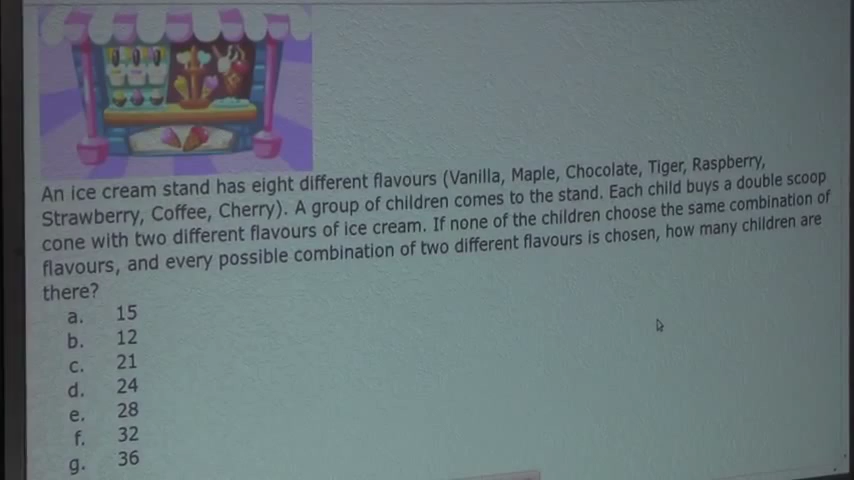 An ice cream stand has eight different flavours (Vanilla, Maple, Chocolate, Tiger, Raspberry,
Strawberry, Coffee, Cherry). A group of children comes to the stand. Each child buys a double scoop
cone with two different flavours of ice cream. If none of the children choose the same combination of
flavours, and every possible combination of two different flavours is chosen, how many children are
there?
a. 15
b. 12
c. 21
d. 24
e. 28
f. 32
g. 36